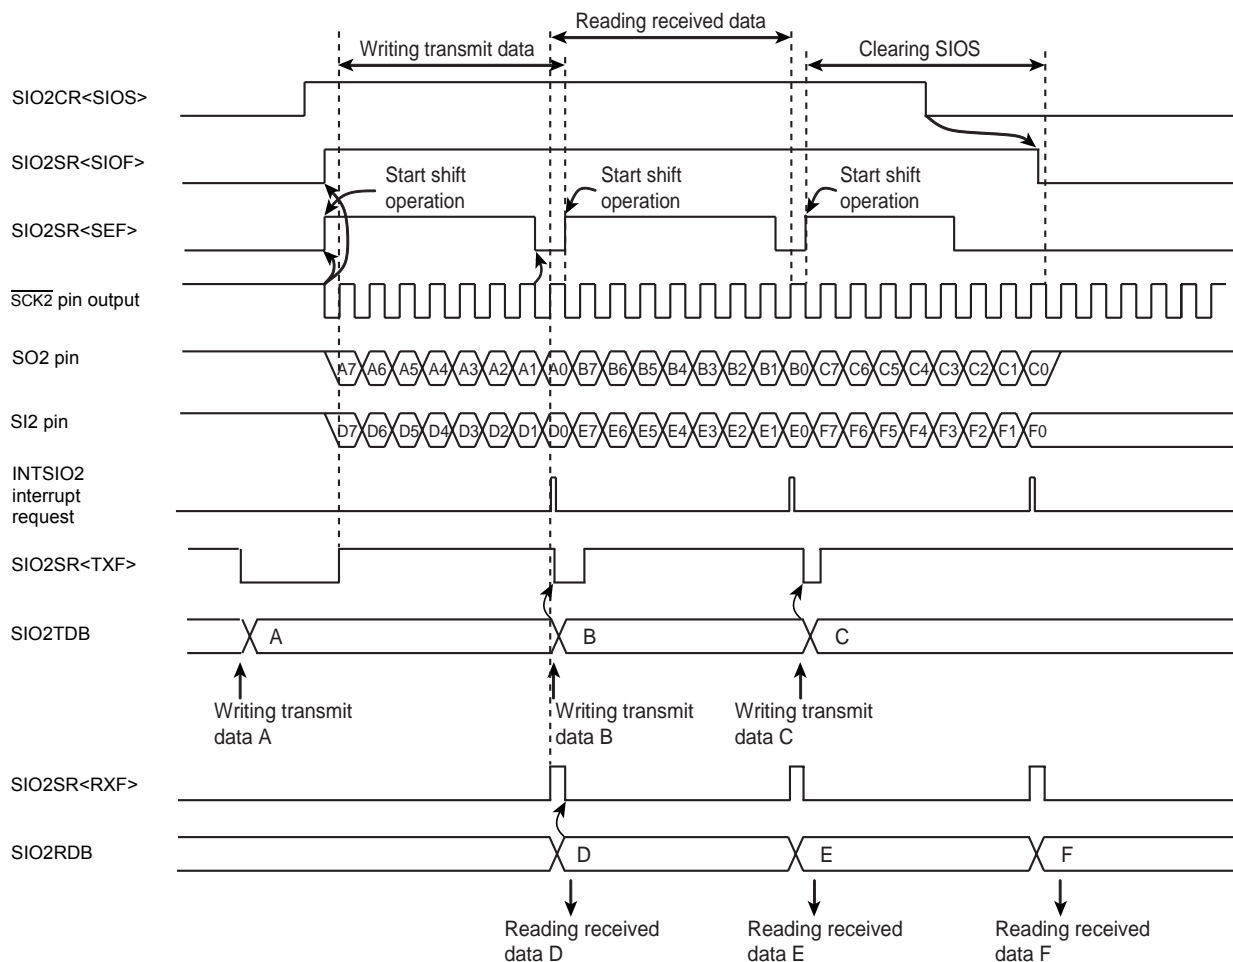 Reading received data
Writing transmit data
Clearing SIOS
SIO2CR<SIOS>
SIO2SR<SIOF>
Start shift
operation
Start shift
operation
Start shift
operation
SIO2SR<SEF>
SCK2 pin output
SO2 pin
A7 A6 A5 A4 A3 A2 A1 A0 B7 B6 B5 B4 B3 B2 B1 B0 C7 C6 C5 C4 C3 C2 C1 C0
SI2 pin
D7 D6 D5 D4 D3 D2 D1 D0 E7 E6 E5 E4 E3 E2 E1 E0 F7 F6 F5 F4 F3 F2 F1 F0
INTSIO2
interrupt
request
SIO2SR<TXF>
SIO2TDB
A B C
Writing transmit
data A
Writing transmit
data B
Writing transmit
data C
SIO2SR<RXF>
SIO2RDB
D E F
Reading received
data D
Reading received
data E
Reading received
data F